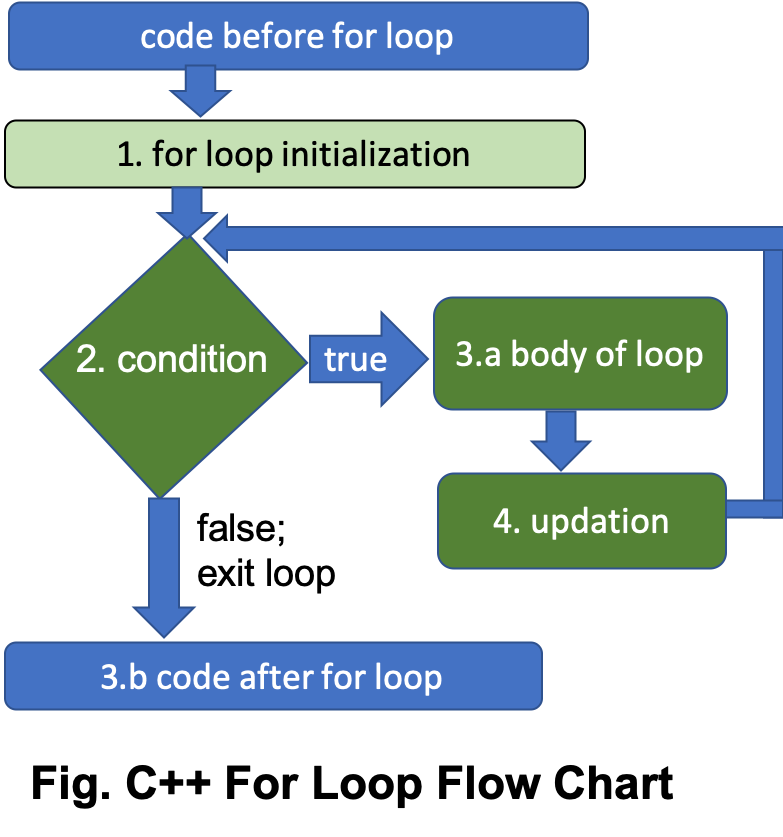 code before for loop
1. for loop initialization
2. condition
true
3.a body of loop
4. updation
false;
exit loop
3.b code after for loop
Fig. C++ For Loop Flow Chart